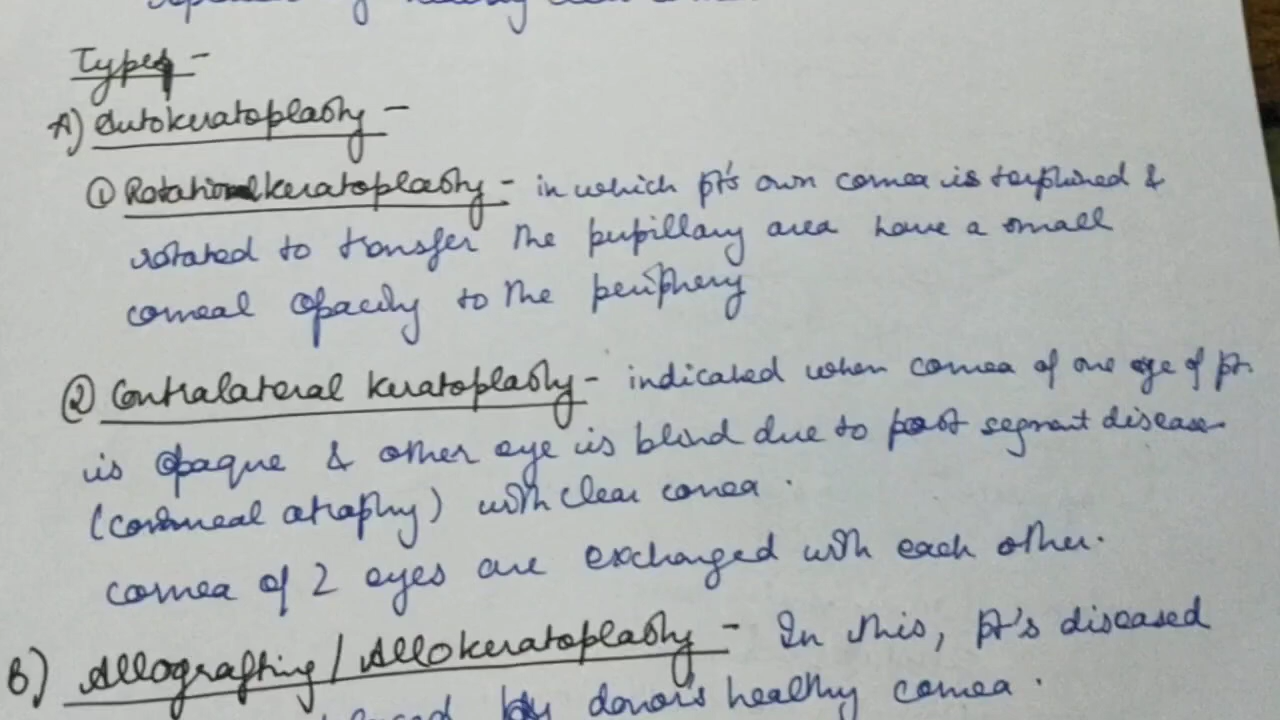 Types -
A) Autokeratoplasty -
① Rotational keratoplasty - in which pt's own cornea is terphined &
rotated to transfer the pupillary area have a small
corneal opacity to the periphery
② Contralateral keratoplasty - indicated when cornea of one eye of pt
is opaque & other eye is blind due to post segment disease
(corneal atrophy) with clear cornea.
cornea of 2 eyes are exchanged with each other.
B) Allografting / Allokeratoplasty - In this, pt's diseased
by donor's healthy cornea.